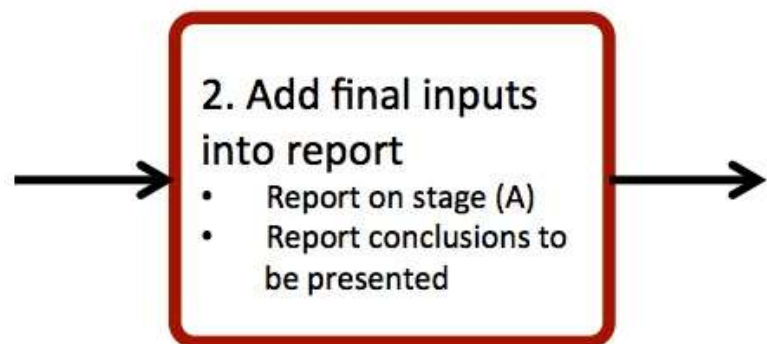 2. Add final inputs
into report
• Report on stage (A)
• Report conclusions to
be presented